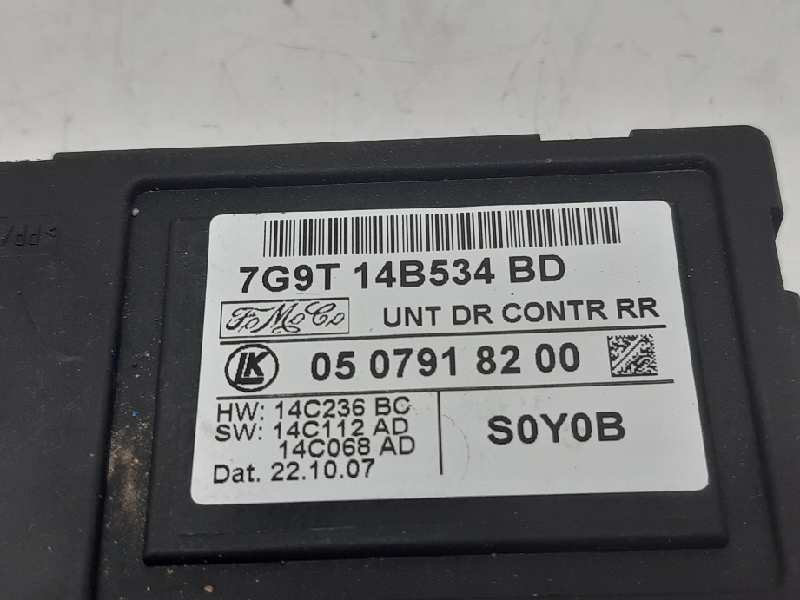 7G9T 14B534 BD
FoMoCo
UNT DR CONTR RR
LK
05 0791 82 00
HW: 14C236 BC
SW: 14C112 AD
14C068 AD
Dat. 22.10.07
S0Y0B